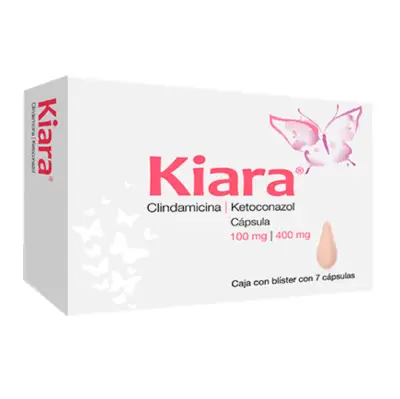 Kiara
Clindamicina | Ketoconazol
Kiara®
Clindamicina | Ketoconazol
Cápsula
100 mg | 400 mg
Caja con blíster con 7 cápsulas